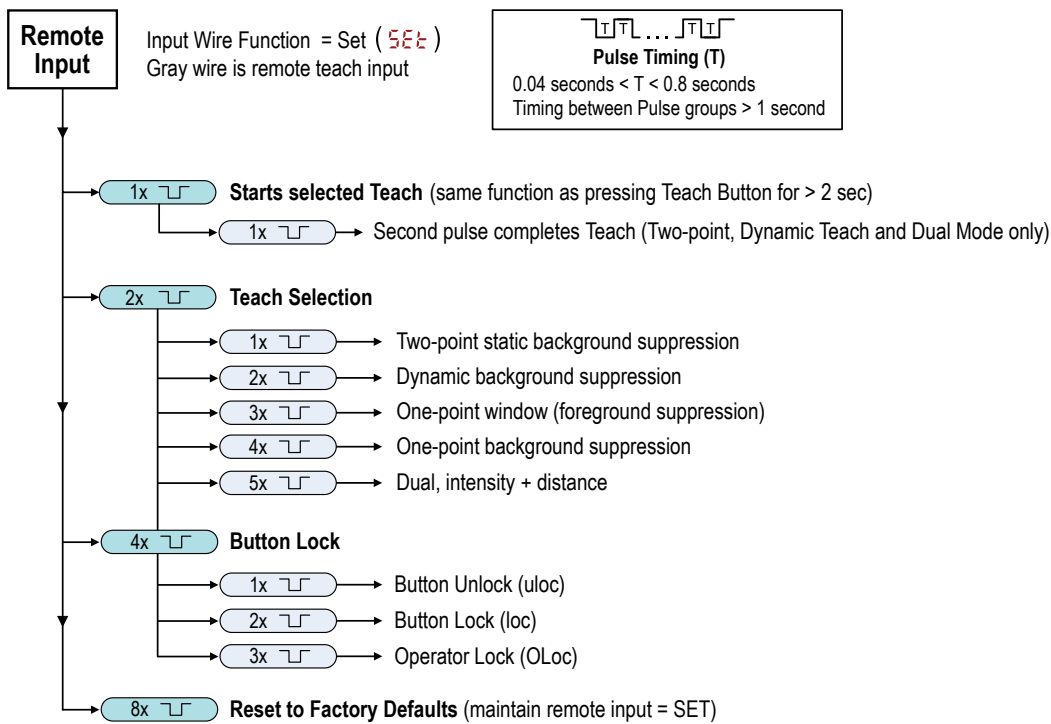 Remote
Input
Input Wire Function = Set ( SEt )
Gray wire is remote teach input
T T . . . . T T
Pulse Timing (T)
0.04 seconds < T < 0.8 seconds
Timing between Pulse groups > 1 second
1x Starts selected Teach (same function as pressing Teach Button for > 2 sec)
1x Second pulse completes Teach (Two-point, Dynamic Teach and Dual Mode only)
2x Teach Selection
1x Two-point static background suppression
2x Dynamic background suppression
3x One-point window (foreground suppression)
4x One-point background suppression
5x Dual, intensity + distance
4x Button Lock
1x Button Unlock (uloc)
2x Button Lock (loc)
3x Operator Lock (OLoc)
8x Reset to Factory Defaults (maintain remote input = SET)